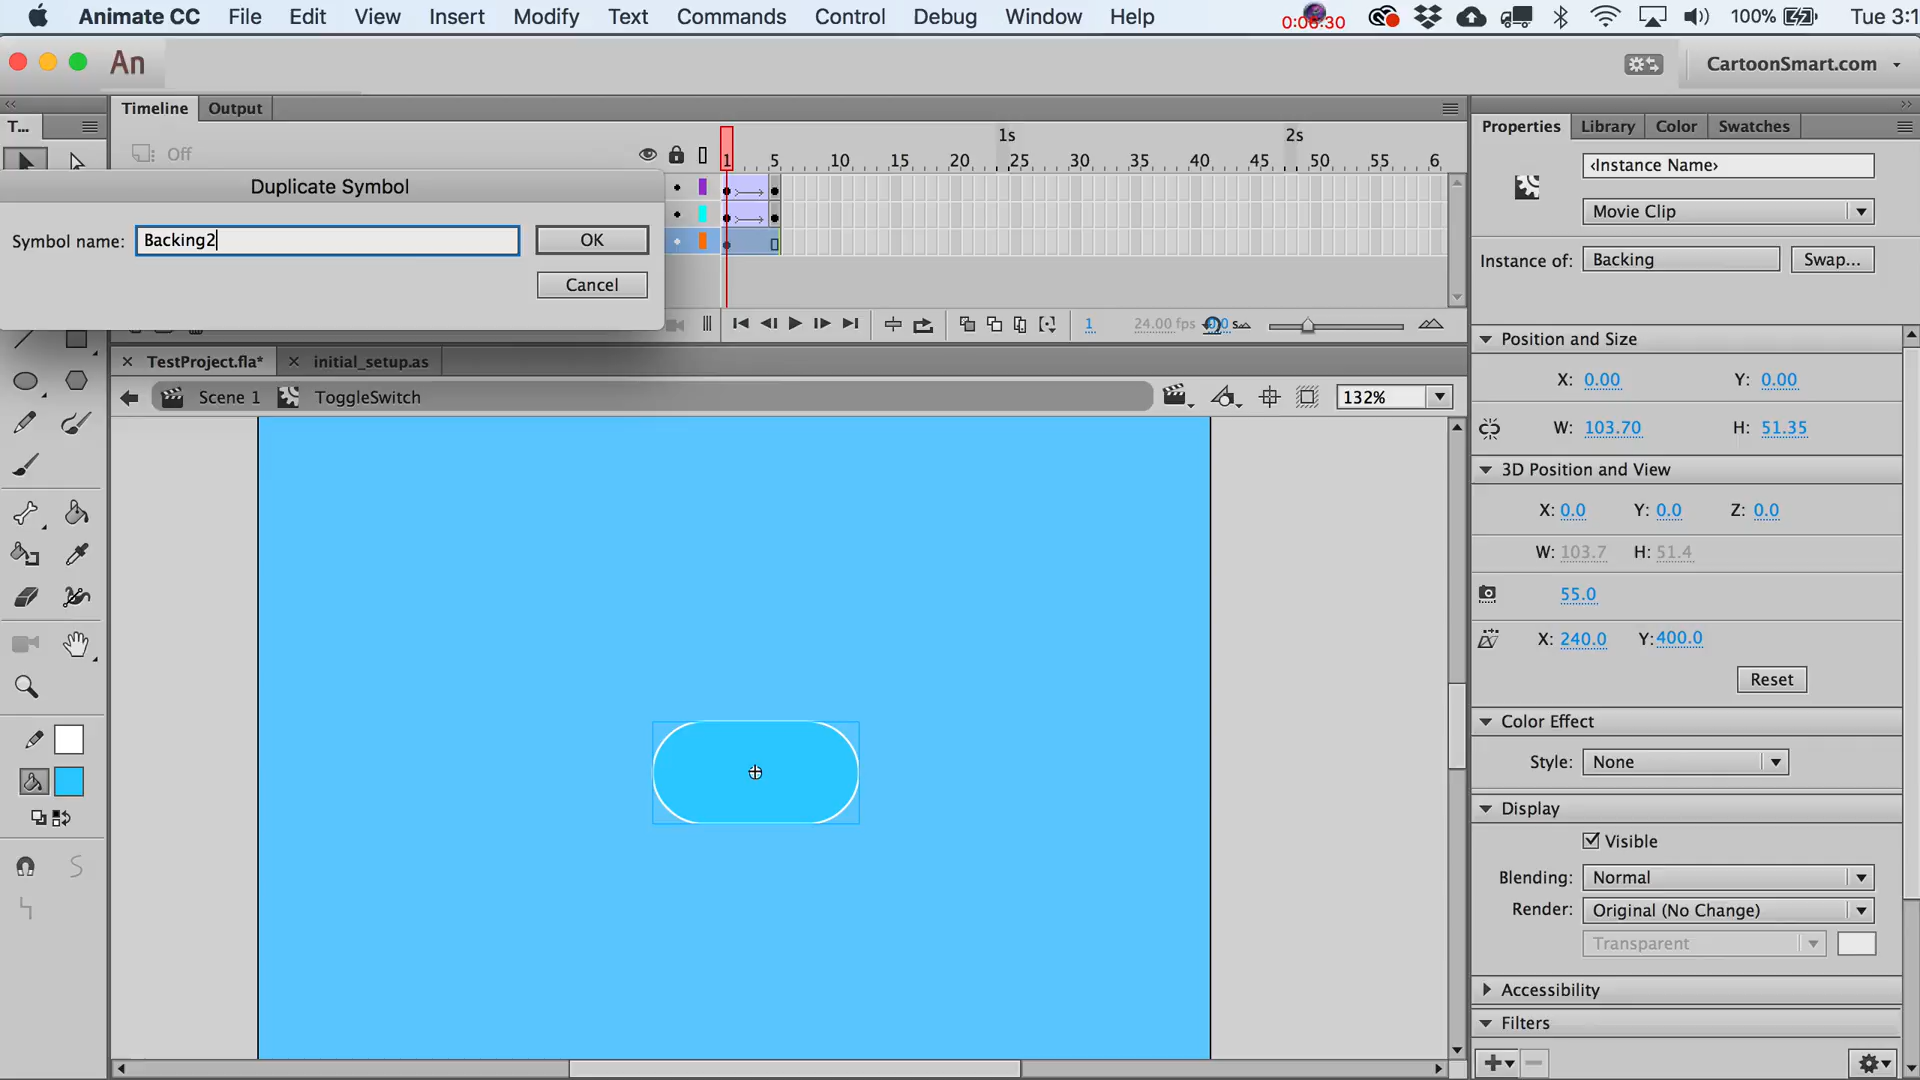 Animate CC File Edit View Insert Modify Text Commands Control Debug Window Help 0:06:30 100% Tue 3:1
An CartoonSmart.com
Timeline Output
T...
Off
1s 2s
1 5 10 15 20 25 30 35 40 45 50 55 6
Duplicate Symbol
Symbol name: Backing2 OK
Cancel
1 24.00 fps 0.0 s
TestProject.fla* initial_setup.as
Scene 1 ToggleSwitch 132%
Properties Library Color Swatches
<Instance Name>
Movie Clip
Instance of: Backing Swap...
Position and Size
X: 0.00 Y: 0.00
W: 103.70 H: 51.35
3D Position and View
X: 0.0 Y: 0.0 Z: 0.0
W: 103.7 H: 51.4
55.0
X: 240.0 Y: 400.0
Reset
Color Effect
Style: None
Display
Visible
Blending: Normal
Render: Original (No Change)
Transparent
Accessibility
Filters